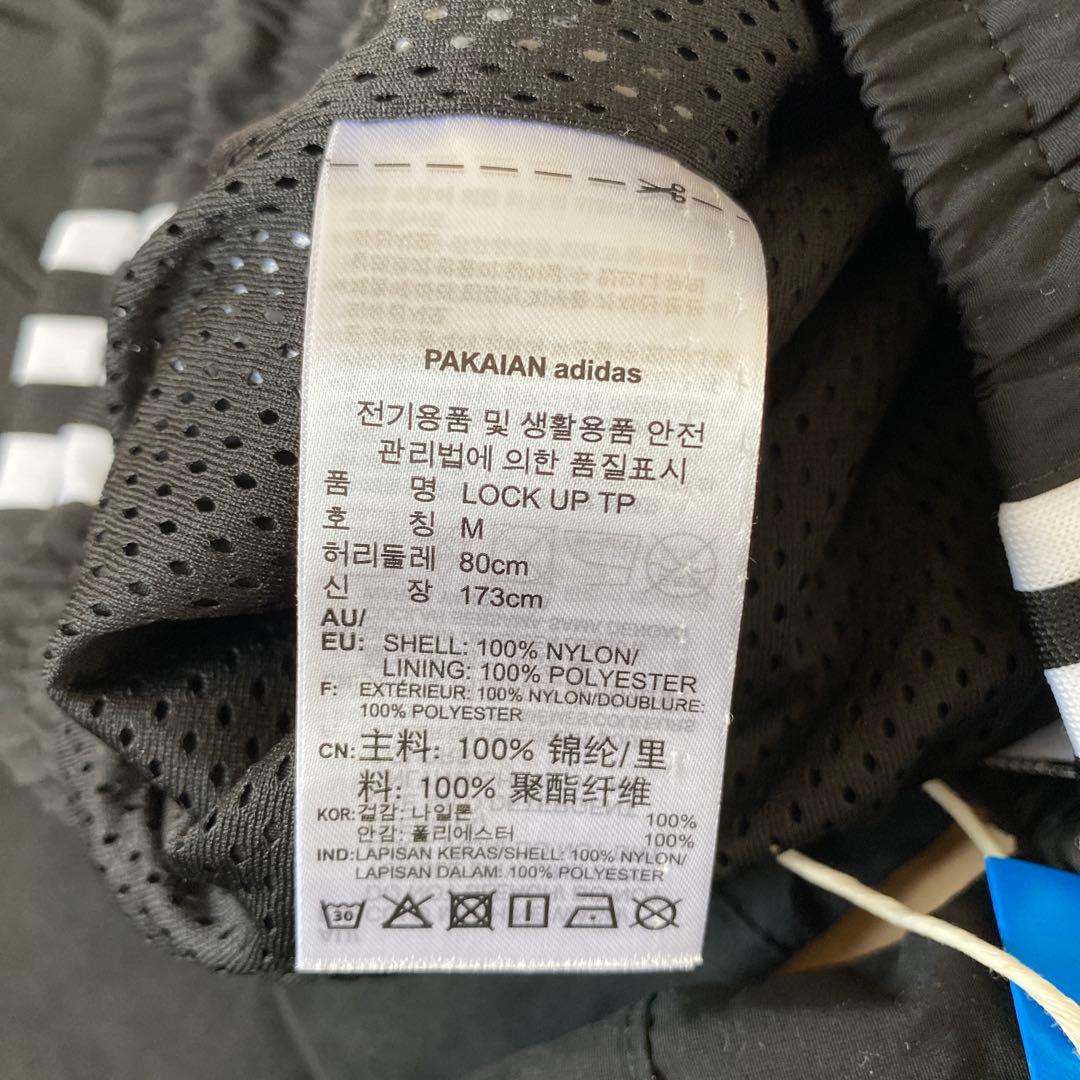 PAKAIAN adidas
전기용품 및 생활용품 안전
관리법에 의한 품질표시
품 명 LOCK UP TP
호 칭 M
허리둘레 80cm
신 장 173cm
AU/
EU: SHELL: 100% NYLON/
LINING: 100% POLYESTER
F: EXTÉRIEUR: 100% NYLON/DOUBLURE:
100% POLYESTER
CN: 主料: 100% 锦纶/里
料: 100% 聚酯纤维
KOR: 겉감: 나일론 100%
안감: 폴리에스터 100%
IND: LAPISAN KERAS/SHELL: 100% NYLON/
LAPISAN DALAM: 100% POLYESTER
30